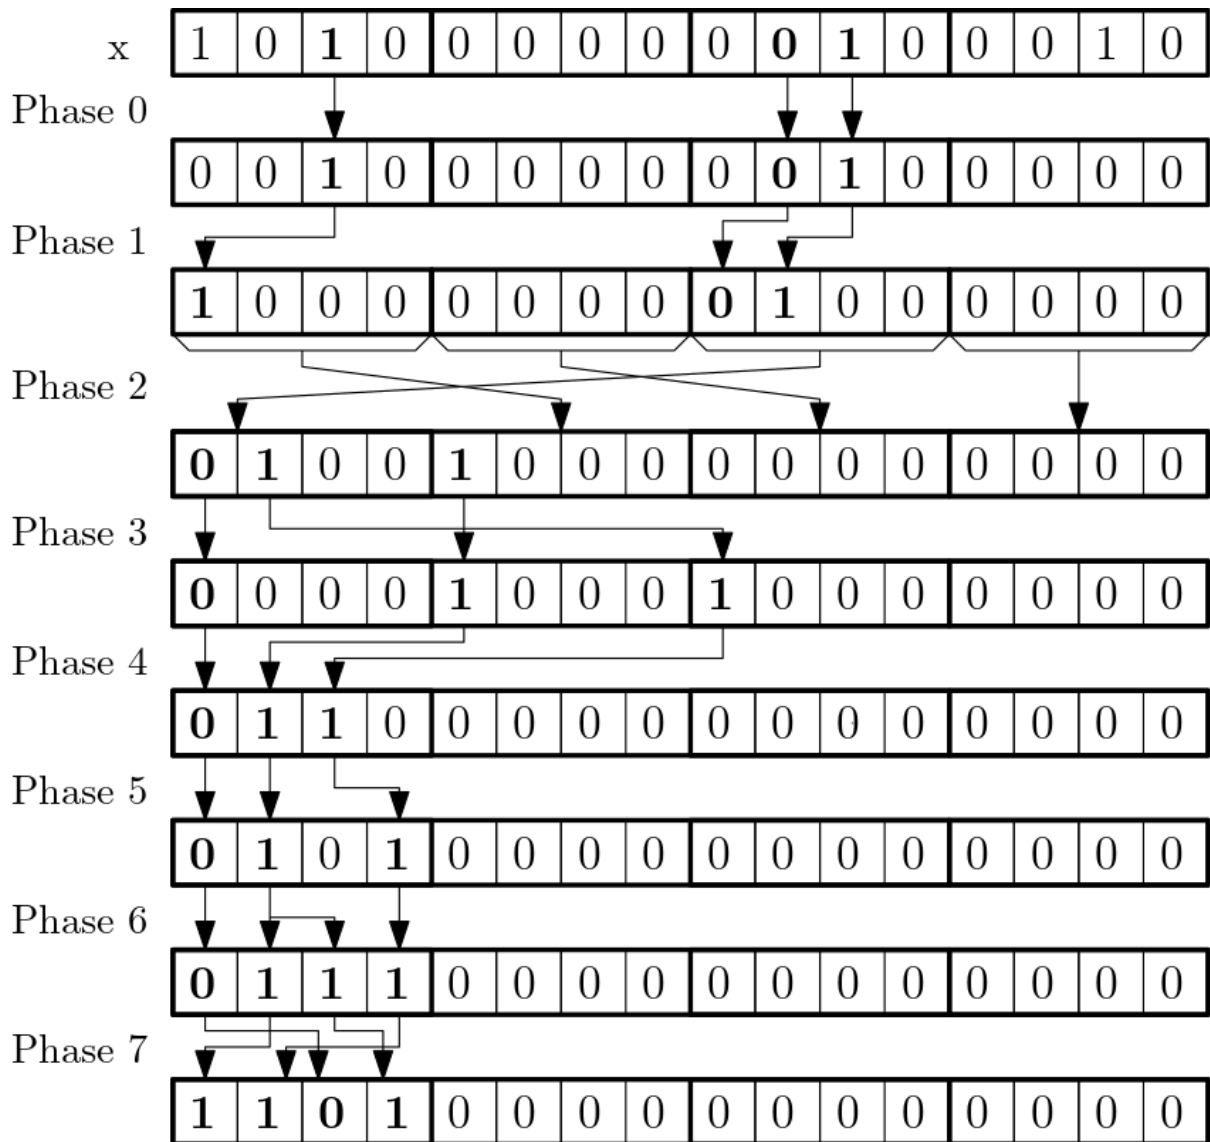 x 1 0 1 0 0 0 0 0 0 0 1 0 0 0 1 0
Phase 0
0 0 1 0 0 0 0 0 0 0 1 0 0 0 0 0
Phase 1
1 0 0 0 0 0 0 0 0 1 0 0 0 0 0 0
Phase 2
0 1 0 0 1 0 0 0 0 0 0 0 0 0 0 0
Phase 3
0 0 0 0 1 0 0 0 1 0 0 0 0 0 0 0
Phase 4
0 1 1 0 0 0 0 0 0 0 0 0 0 0 0 0
Phase 5
0 1 0 1 0 0 0 0 0 0 0 0 0 0 0 0
Phase 6
0 1 1 1 0 0 0 0 0 0 0 0 0 0 0 0
Phase 7
1 1 0 1 0 0 0 0 0 0 0 0 0 0 0 0